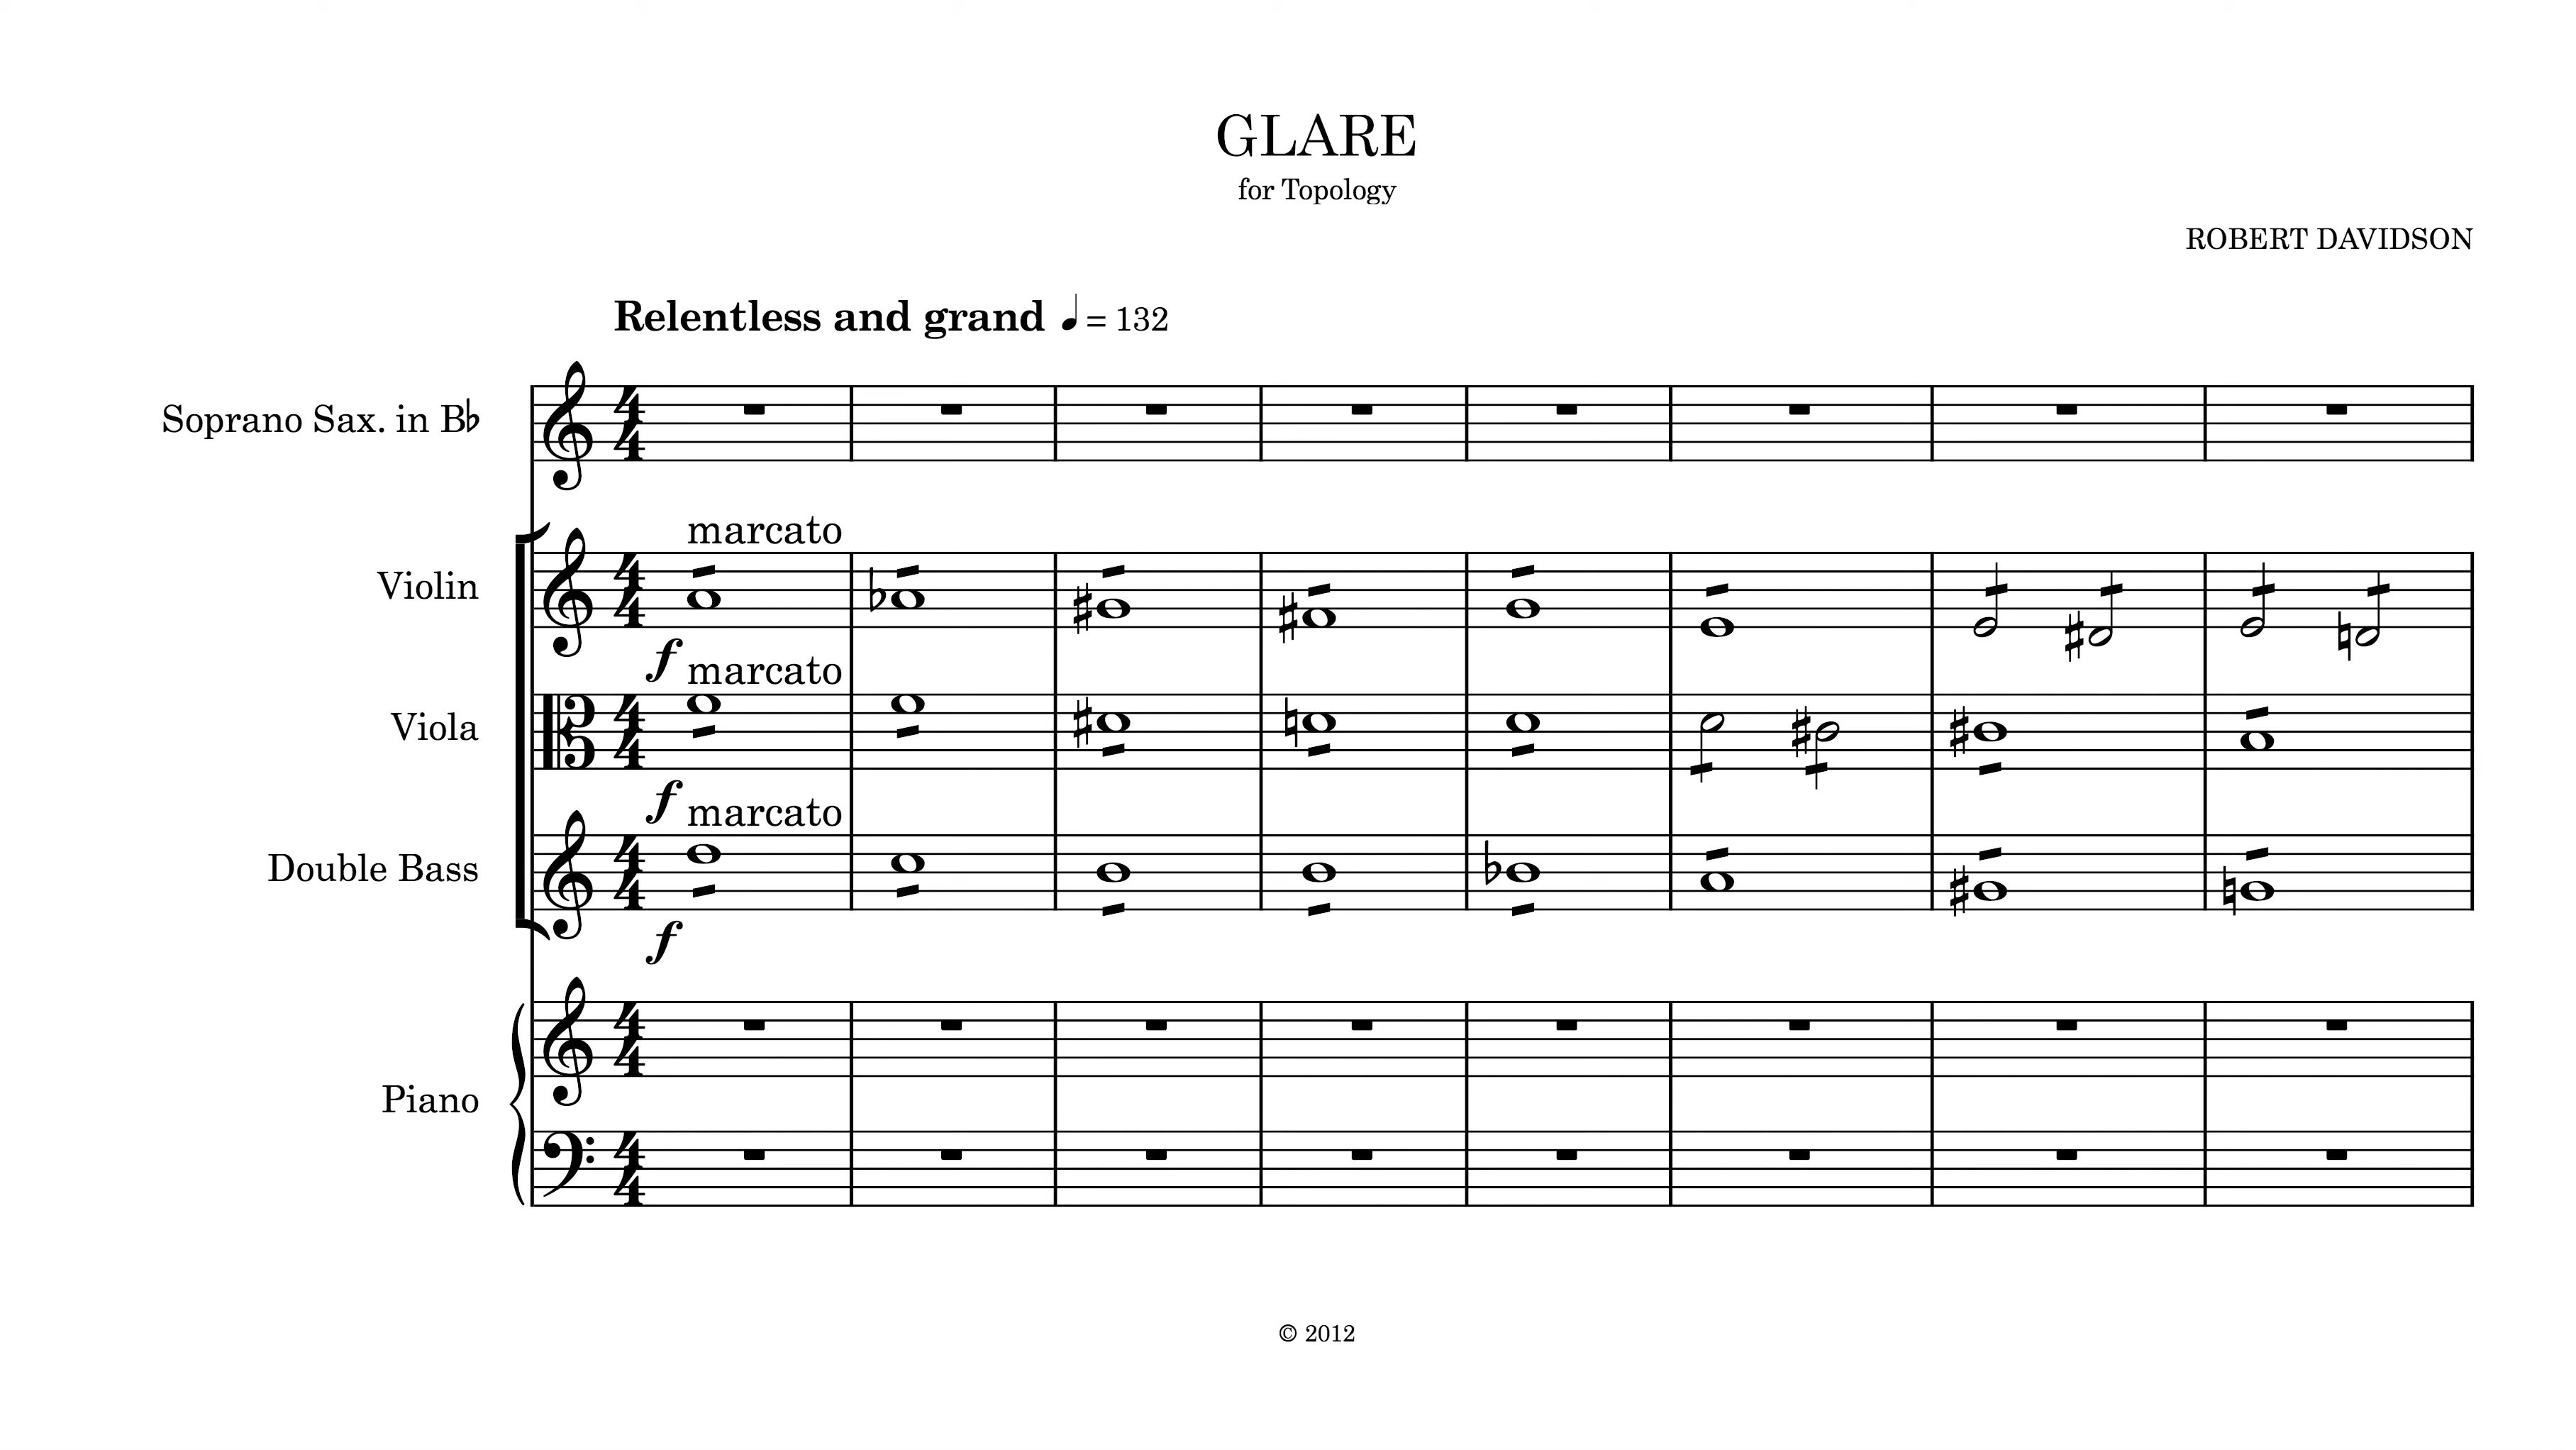 GLARE
for Topology
ROBERT DAVIDSON
Relentless and grand ♩ = 132
Soprano Sax. in B♭
marcato
Violin
f
marcato
Viola
f
marcato
Double Bass
f
Piano
© 2012